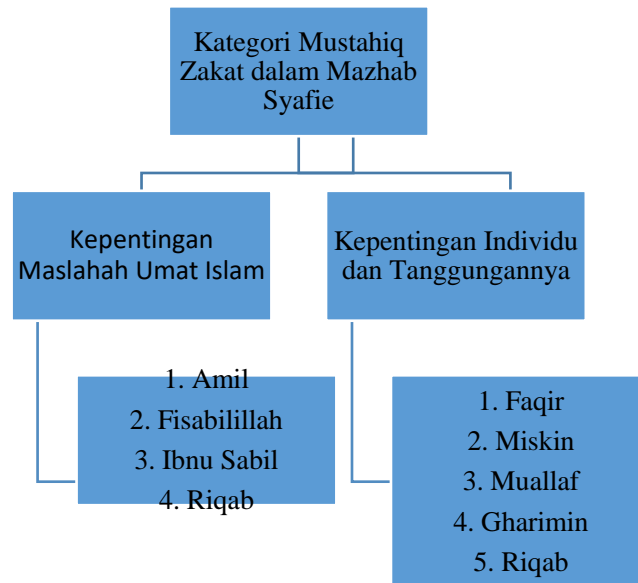 Kategori Mustahiq
Zakat dalam Mazhab
Syafie
Kepentingan
Maslahah Umat Islam
1. Amil
2. Fisabilillah
3. Ibnu Sabil
4. Riqab
Kepentingan Individu
dan Tanggungannya
1. Faqir
2. Miskin
3. Muallaf
4. Gharimin
5. Riqab